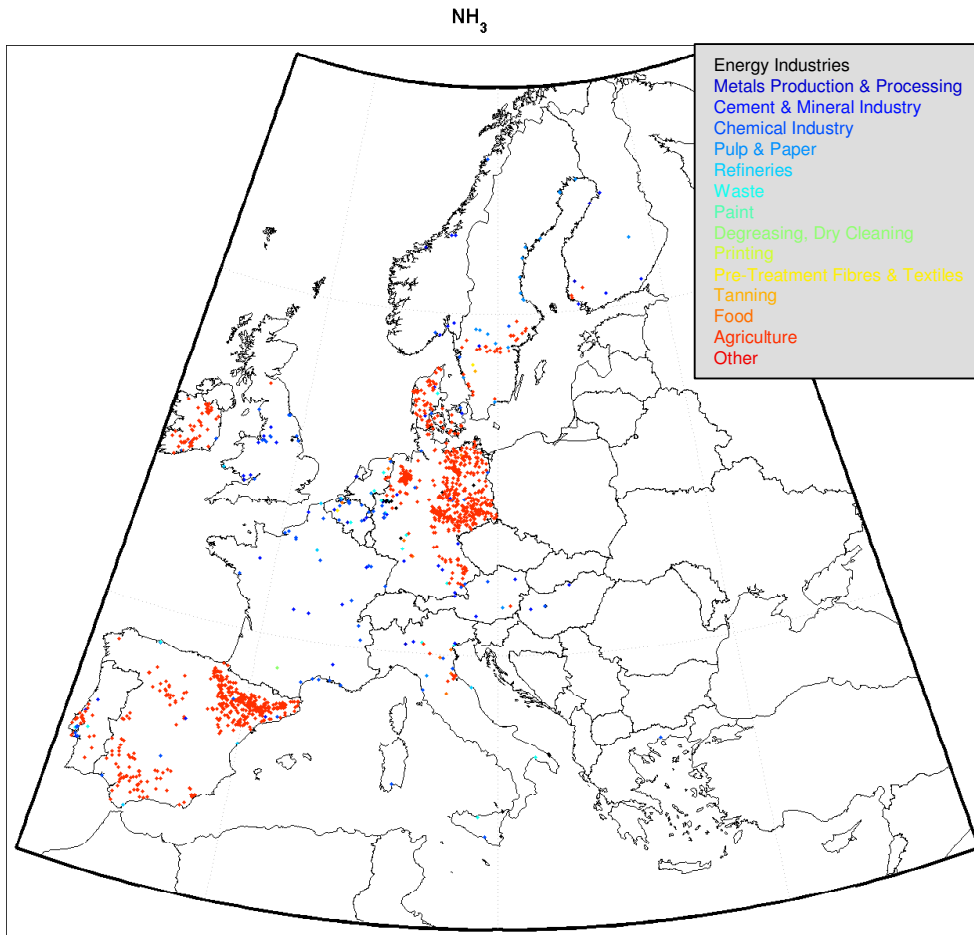 NH3
Energy Industries
Metals Production & Processing
Cement & Mineral Industry
Chemical Industry
Pulp & Paper
Refineries
Waste
Paint
Degreasing, Dry Cleaning
Printing
Pre-Treatment Fibres & Textiles
Tanning
Food
Agriculture
Other